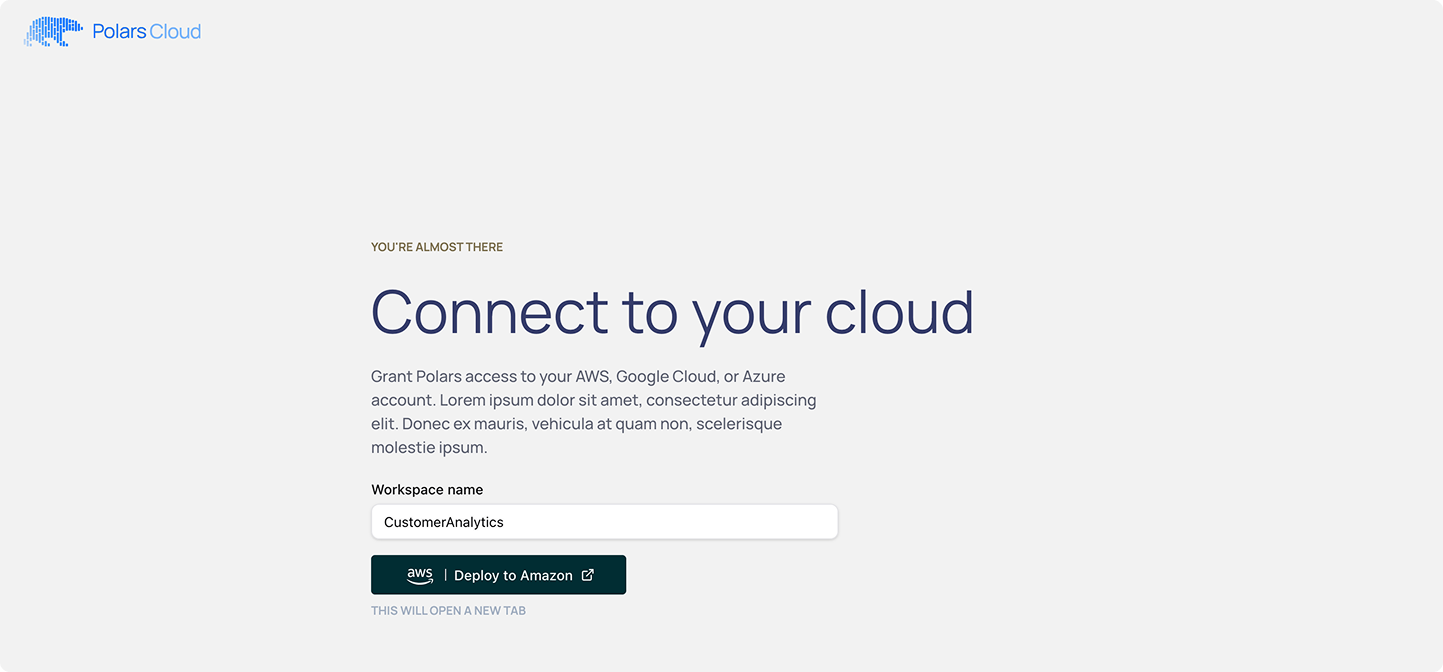 Polars Cloud
YOU'RE ALMOST THERE
Connect to your cloud
Grant Polars access to your AWS, Google Cloud, or Azure
account. Lorem ipsum dolor sit amet, consectetur adipiscing
elit. Donec ex mauris, vehicula at quam non, scelerisque
molestie ipsum.
Workspace name
CustomerAnalytics
aws | Deploy to Amazon
THIS WILL OPEN A NEW TAB